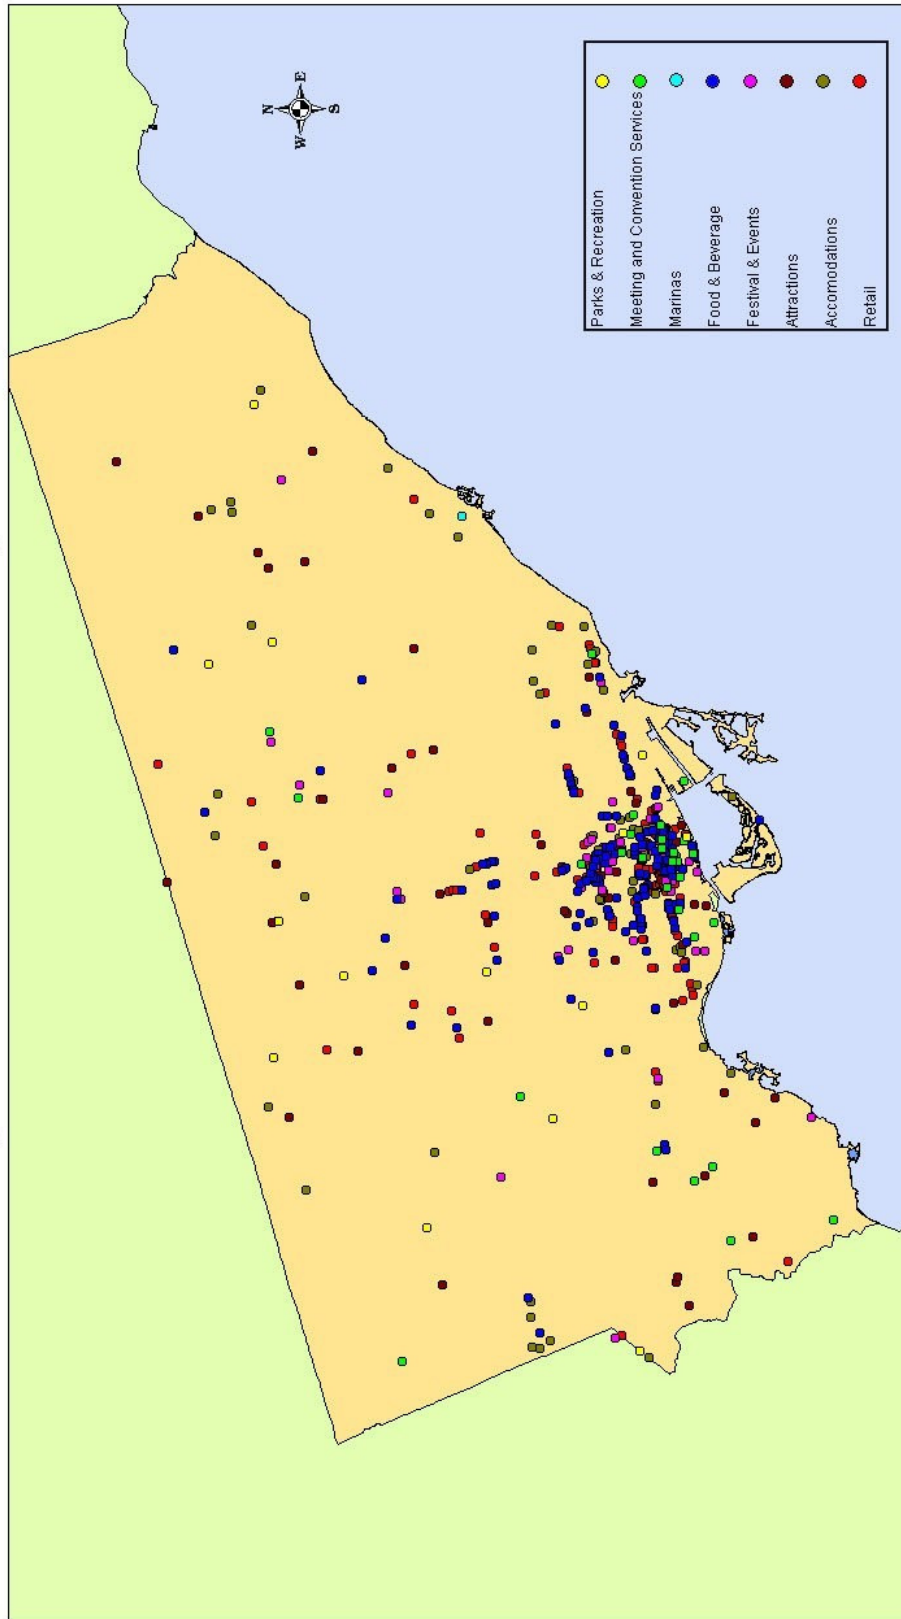 N
W
E
S
Parks & Recreation
Meeting and Convention Services
Marinas
Food & Beverage
Festival & Events
Attractions
Accomodations
Retail